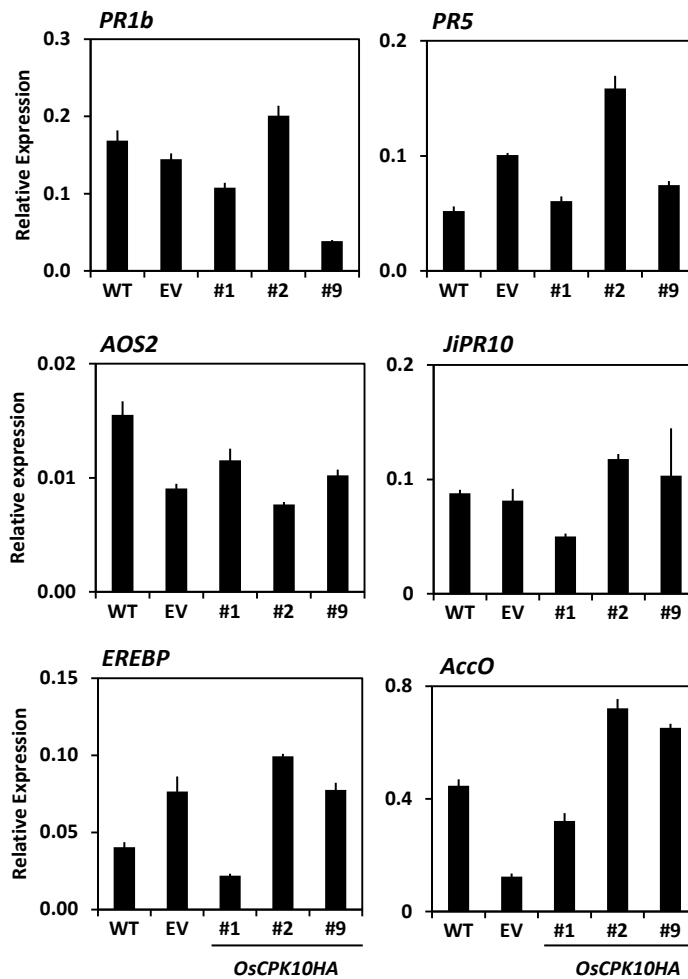 PR1b
PR5
Relative Expression
0.3
0.2
0.1
0.0
WT EV #1 #2 #9
0.2
0.1
0.0
WT EV #1 #2 #9
AOS2
JiPR10
Relative expression
0.02
0.01
0.00
WT EV #1 #2 #9
0.2
0.1
0
WT EV #1 #2 #9
EREBP
AccO
Relative Expression
0.15
0.10
0.05
0.00
WT EV #1 #2 #9
OsCPK10HA
0.8
0.4
0
WT EV #1 #2 #9
OsCPK10HA